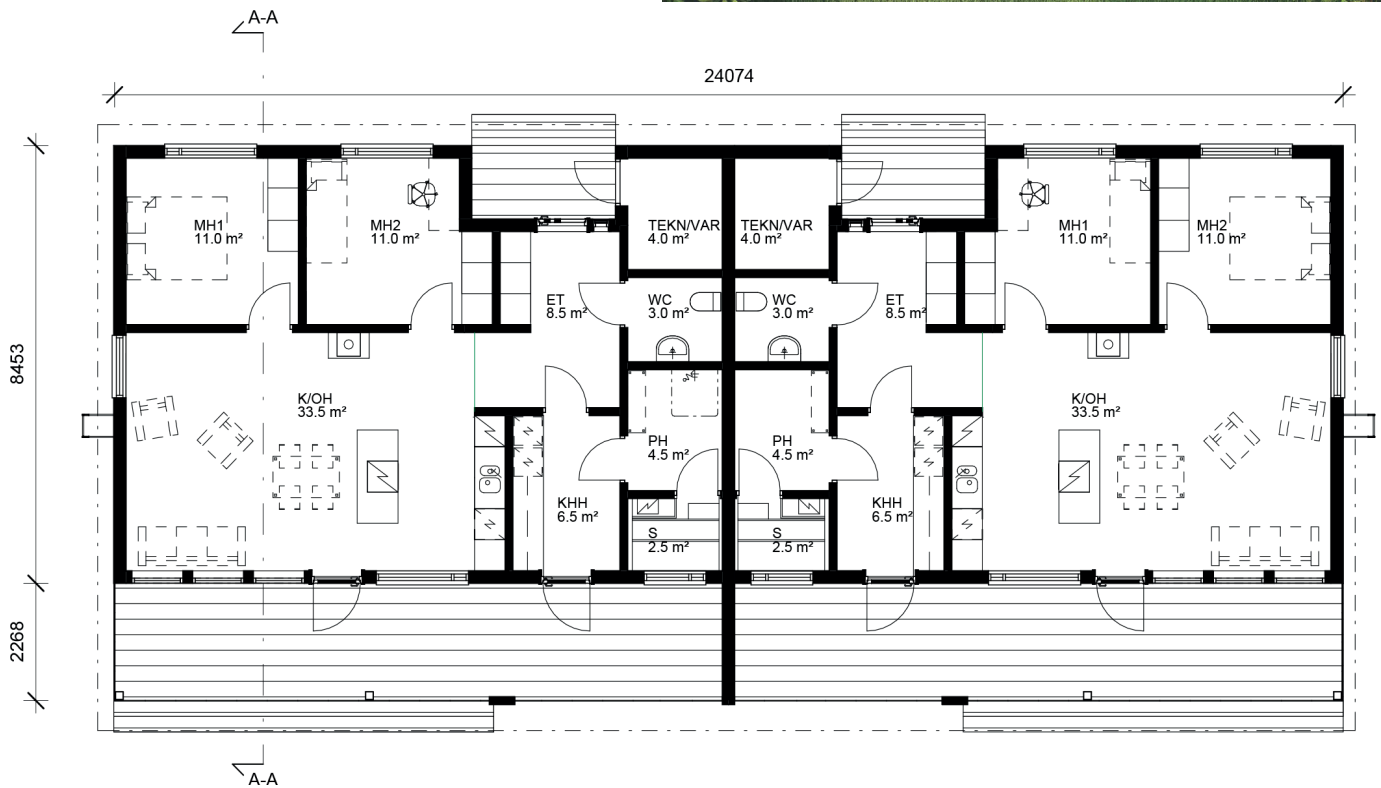 A-A
24074
8453
2268
MH1
11.0 m²
MH2
11.0 m²
TEKN/VAR
4.0 m²
TEKN/VAR
4.0 m²
MH1
11.0 m²
MH2
11.0 m²
ET
8.5 m²
WC
3.0 m²
WC
3.0 m²
ET
8.5 m²
K/OH
33.5 m²
PH
4.5 m²
PH
4.5 m²
K/OH
33.5 m²
KHH
6.5 m²
S
2.5 m²
S
2.5 m²
KHH
6.5 m²
A-A